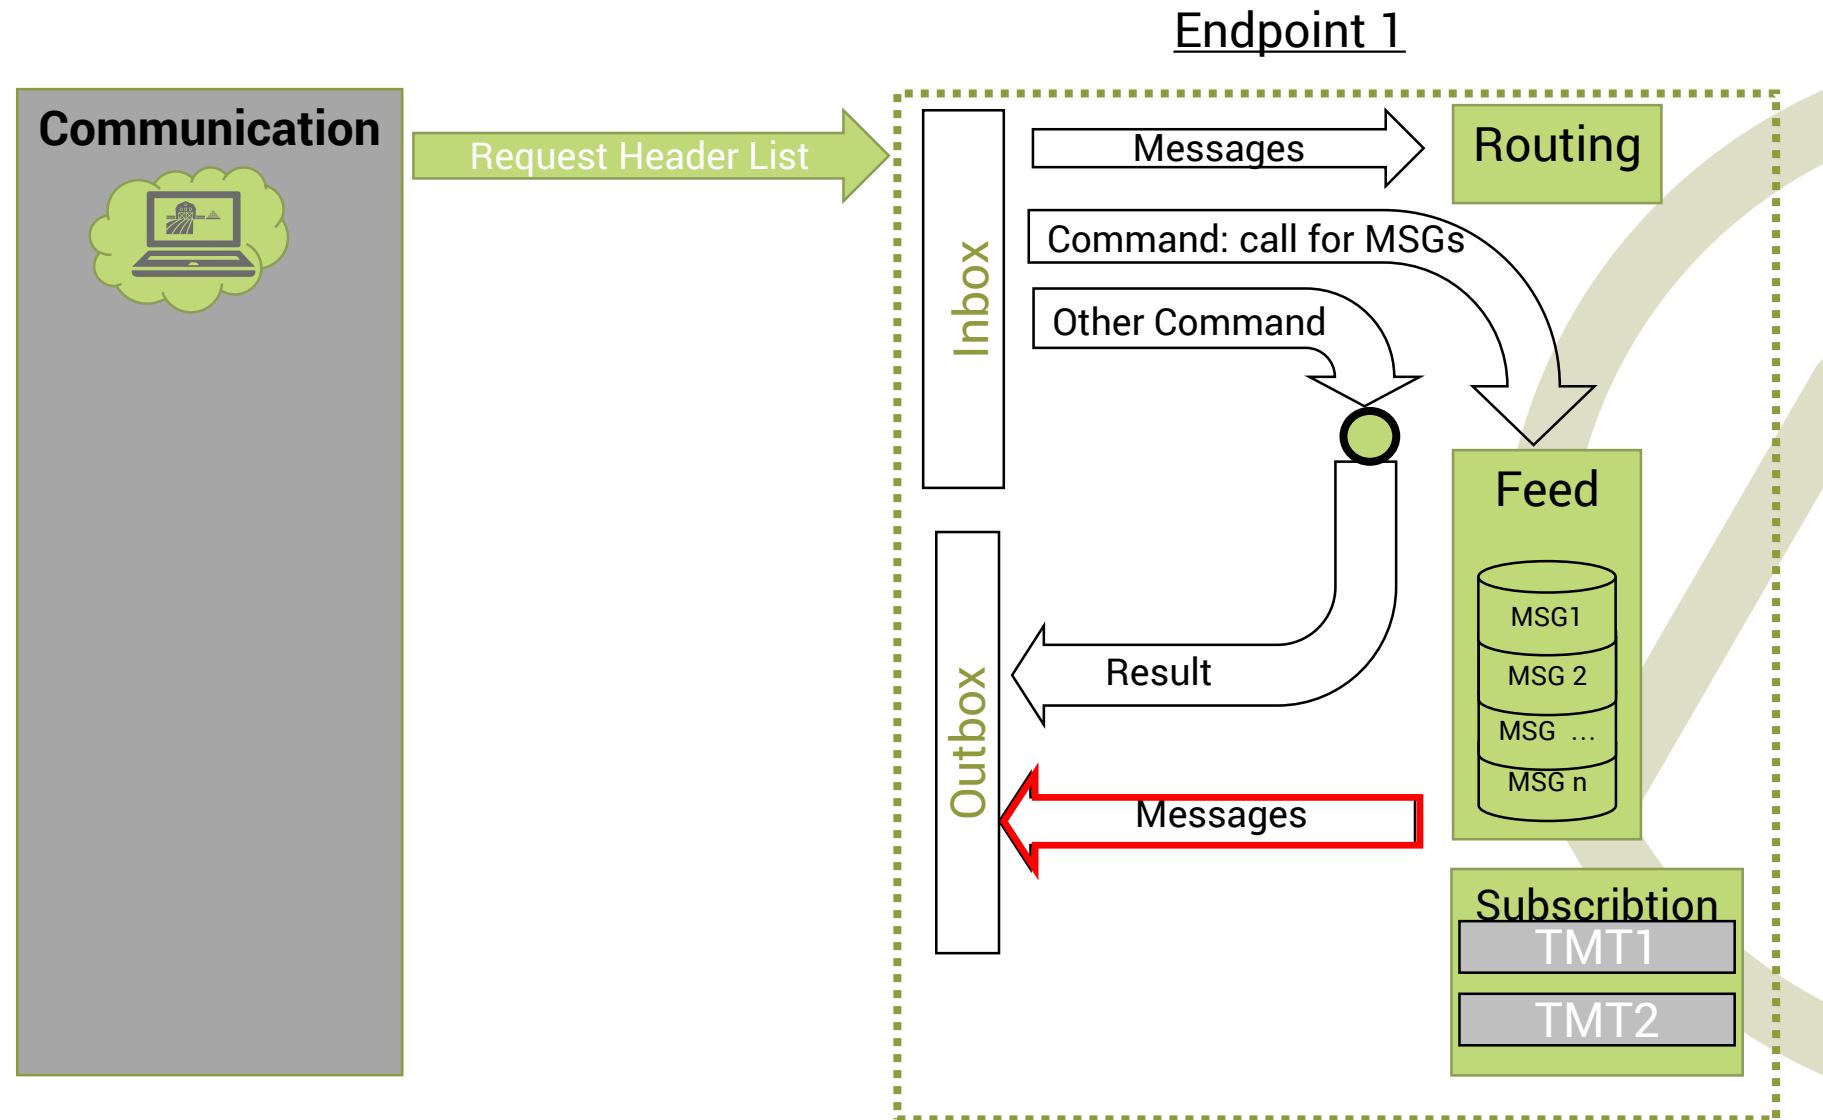 Endpoint 1
Communication
Request Header List
Inbox
Messages
Routing
Command: call for MSGs
Other Command
Feed
MSG1
MSG 2
MSG ...
MSG n
Result
Outbox
Messages
Subscribtion
TMT1
TMT2